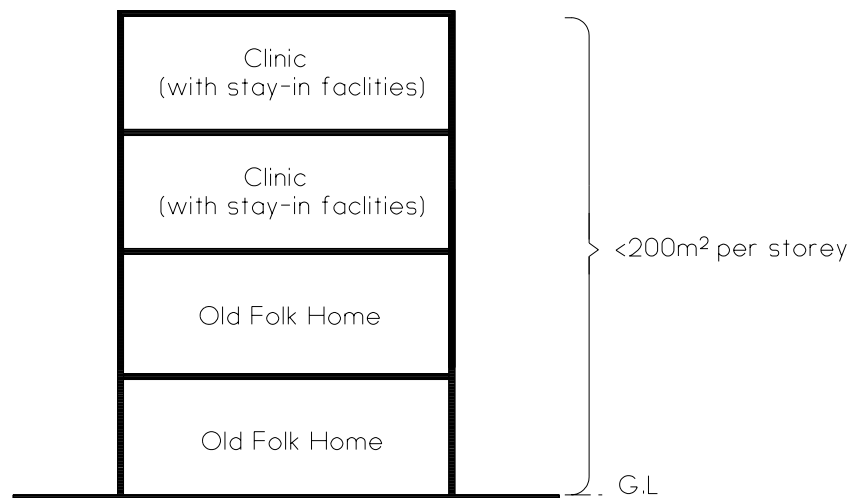 Clinic
(with stay-in faclities)
Clinic
(with stay-in faclities)
<200m² per storey
Old Folk Home
Old Folk Home
G.L